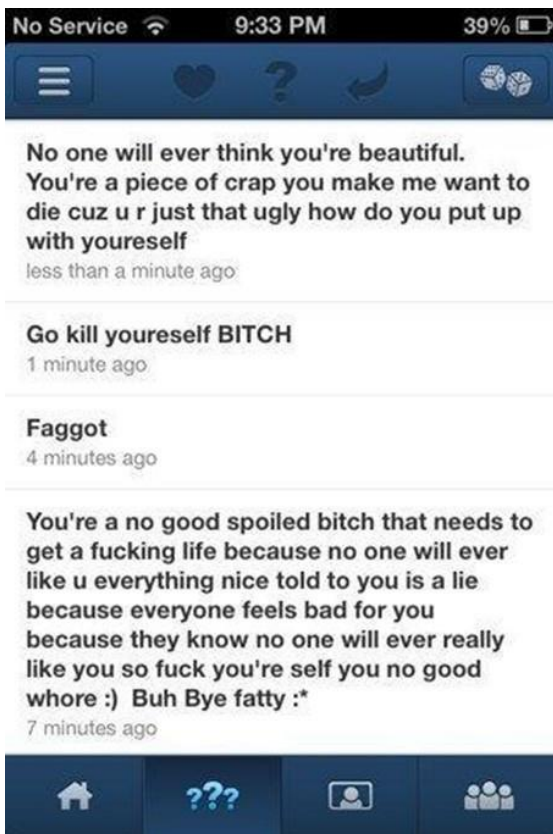 No Service 9:33 PM 39%
?
No one will ever think you're beautiful.
You're a piece of crap you make me want to
die cuz u r just that ugly how do you put up
with youreself
less than a minute ago
Go kill youreself BITCH
1 minute ago
Faggot
4 minutes ago
You're a no good spoiled bitch that needs to
get a fucking life because no one will ever
like u everything nice told to you is a lie
because everyone feels bad for you
because they know no one will ever really
like you so fuck you're self you no good
whore :) Buh Bye fatty :*
7 minutes ago
???